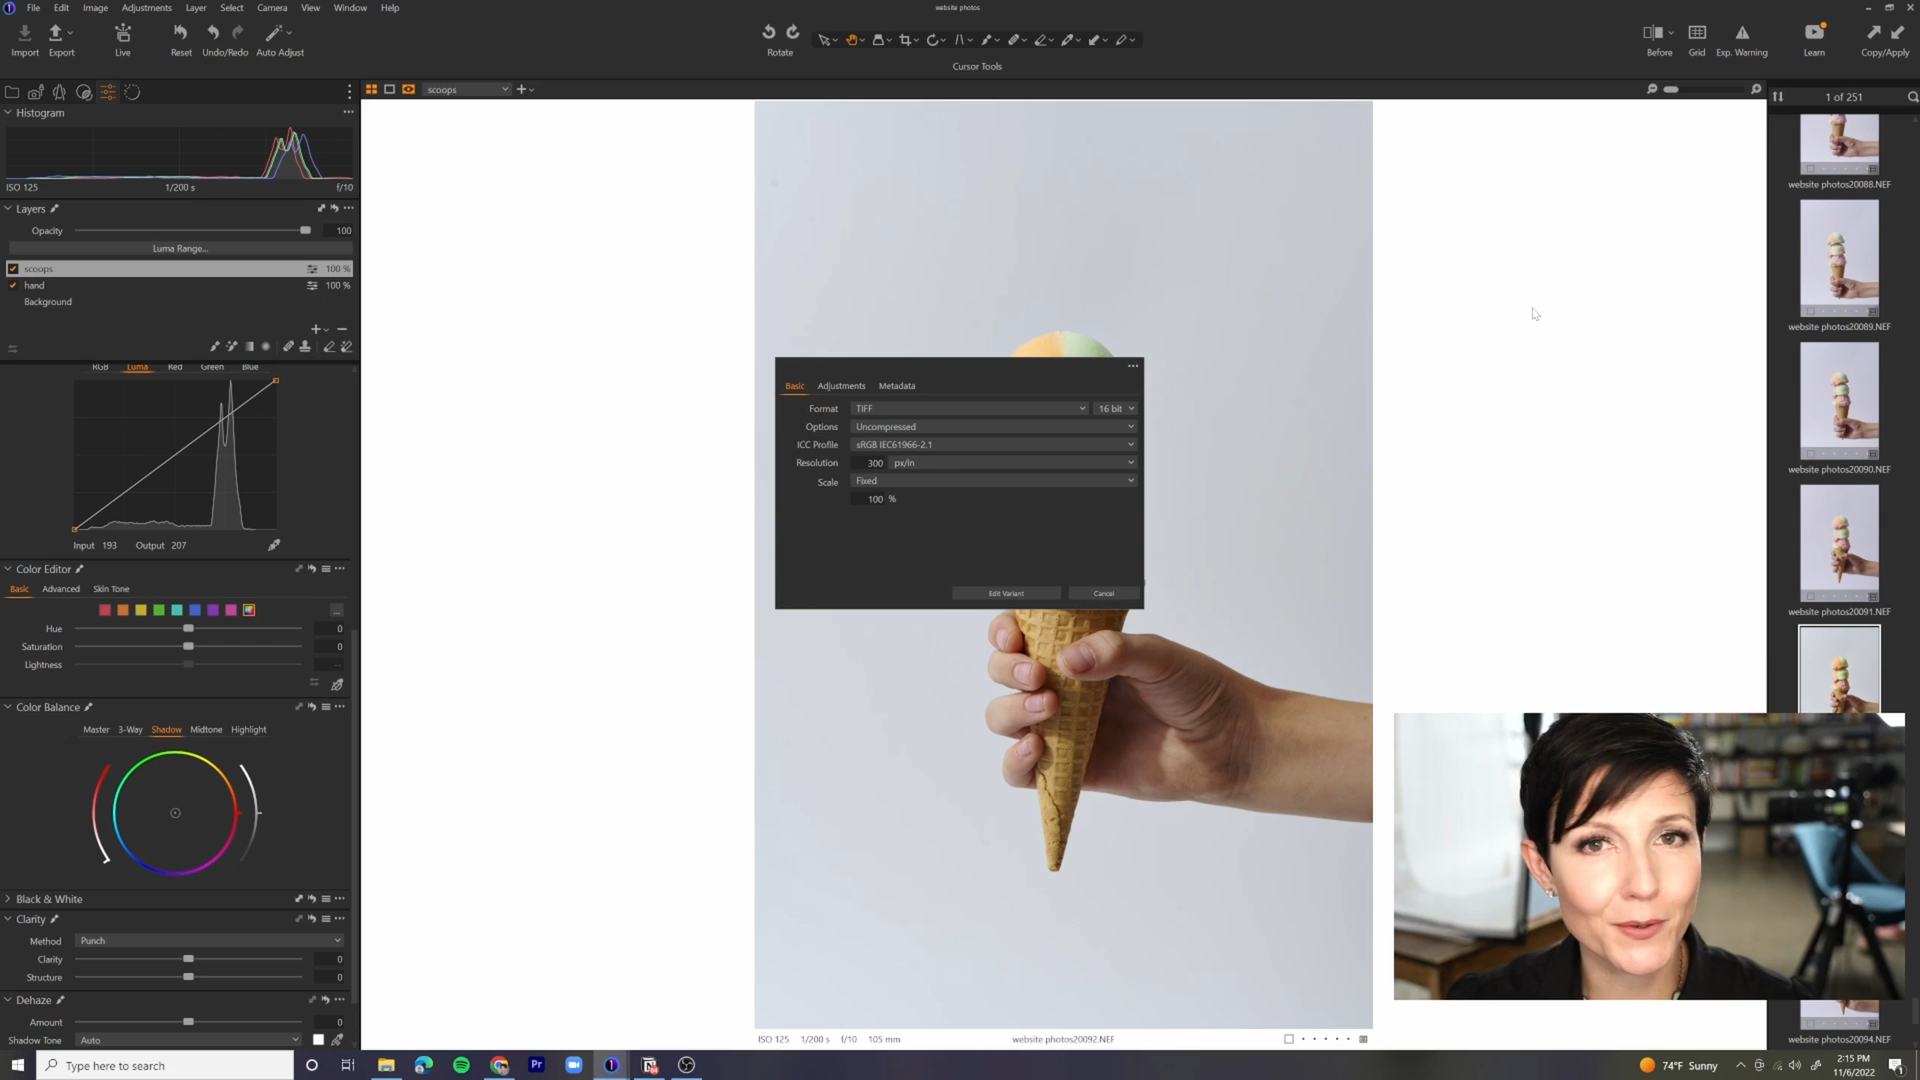 File Edit Image Adjustments Layer Select Camera View Window Help
website photos
Import Export Live Reset Undo/Redo Auto Adjust Rotate Cursor Tools Before Grid Exp. Warning Learn Copy/Apply
scoops
1 of 251
Histogram
ISO 125 1/200 s f/10
Layers
Opacity 100
Luma Range...
scoops 100 %
hand 100 %
Background
RGB Luma Red Green Blue
Input 193 Output 207
Color Editor
Basic Advanced Skin Tone
Hue 0
Saturation 0
Lightness
Color Balance
Master 3-Way Shadow Midtone Highlight
Black & White
Clarity
Method Punch
Clarity 0
Structure 0
Dehaze
Amount 0
Shadow Tone Auto
Basic Adjustments Metadata
Format TIFF 16 bit
Options Uncompressed
ICC Profile sRGB IEC61966-2.1
Resolution 300 px/in
Scale Fixed
100 %
Edit Variant Cancel
ISO 125 1/200 s f/10 105 mm website photos20092.NEF
website photos20088.NEF
website photos20089.NEF
website photos20090.NEF
website photos20091.NEF
website photos20094.NEF
Type here to search
Pr
74°F Sunny
2:15 PM
11/6/2022